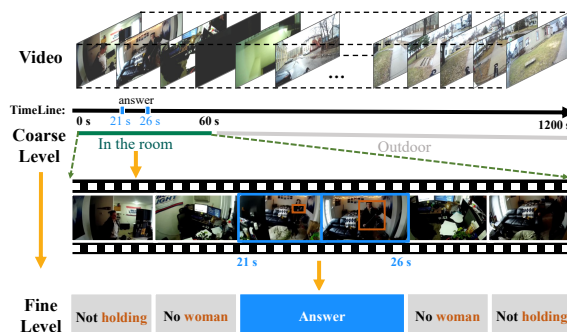 Video
...
answer
TimeLine:
0 s 21 s 26 s 60 s 1200 s
Coarse Level
In the room Outdoor
21 s 26 s
Fine Level
Not holding No woman Answer No woman Not holding